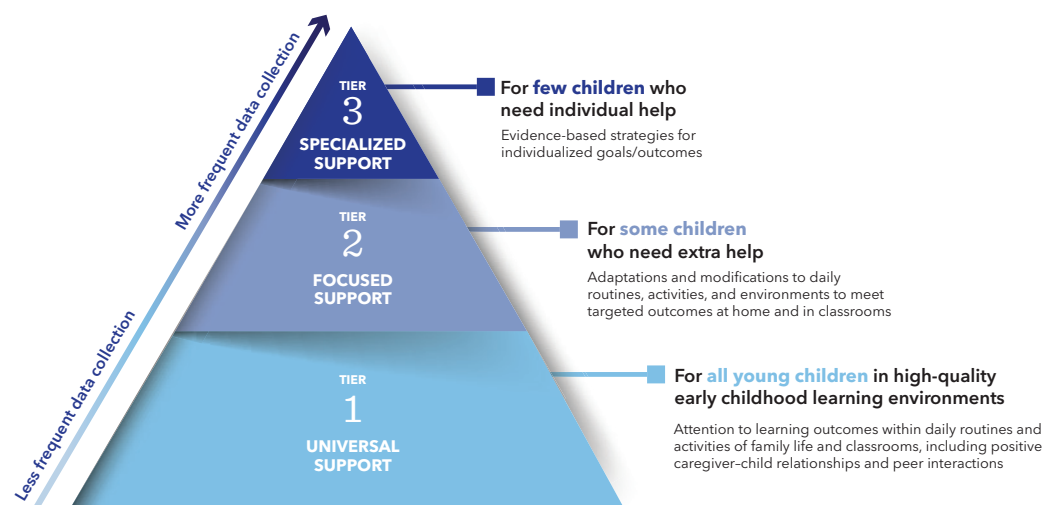 More frequent data collection
Less frequent data collection
TIER
3
SPECIALIZED
SUPPORT
For few children who
need individual help
Evidence-based strategies for
individualized goals/outcomes
TIER
2
FOCUSED
SUPPORT
For some children
who need extra help
Adaptations and modifications to daily
routines, activities, and environments to meet
targeted outcomes at home and in classrooms
TIER
1
UNIVERSAL
SUPPORT
For all young children in high-quality
early childhood learning environments
Attention to learning outcomes within daily routines and
activities of family life and classrooms, including positive
caregiver–child relationships and peer interactions